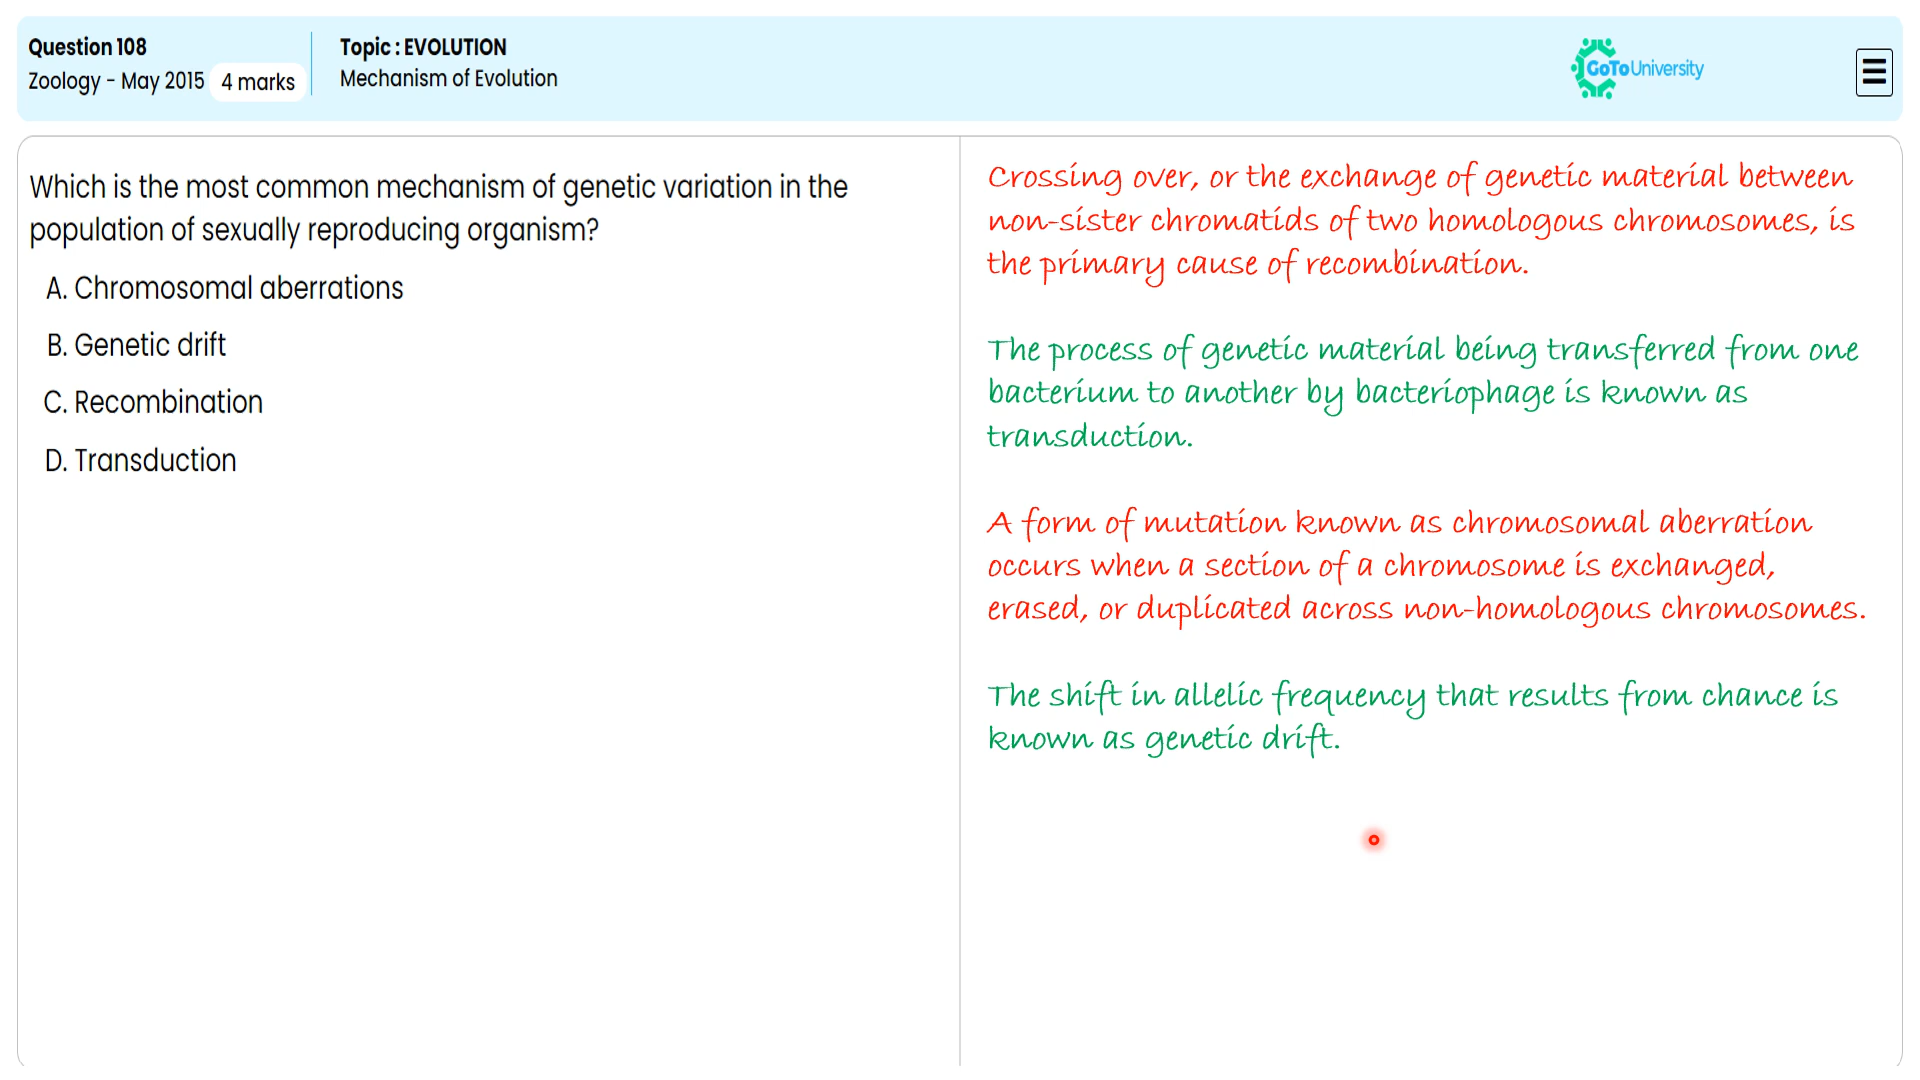 Question 108
Zoology - May 2015 4 marks
Topic : EVOLUTION
Mechanism of Evolution
GoToUniversity
Which is the most common mechanism of genetic variation in the
population of sexually reproducing organism?
A. Chromosomal aberrations
B. Genetic drift
C. Recombination
D. Transduction
Crossing over, or the exchange of genetic material between
non-sister chromatids of two homologous chromosomes, is
the primary cause of recombination.
The process of genetic material being transferred from one
bacterium to another by bacteriophage is known as
transduction.
A form of mutation known as chromosomal aberration
occurs when a section of a chromosome is exchanged,
erased, or duplicated across non-homologous chromosomes.
The shift in allelic frequency that results from chance is
known as genetic drift.